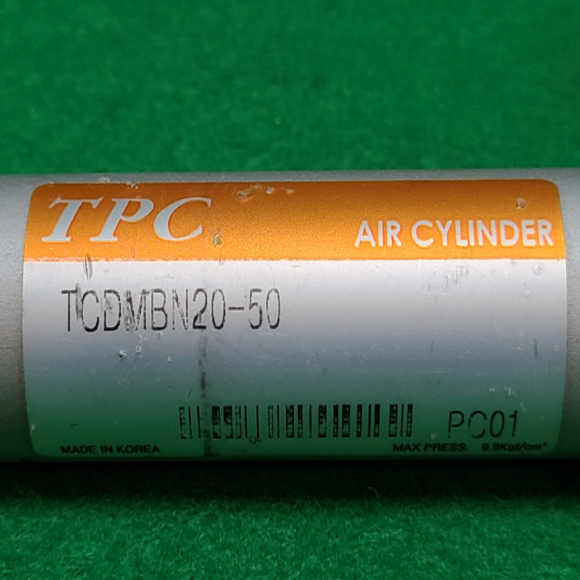 TPC
AIR CYLINDER
TCDMBN20-50
PC01
MADE IN KOREA
MAX PRESS. 9.9Kgf/cm²